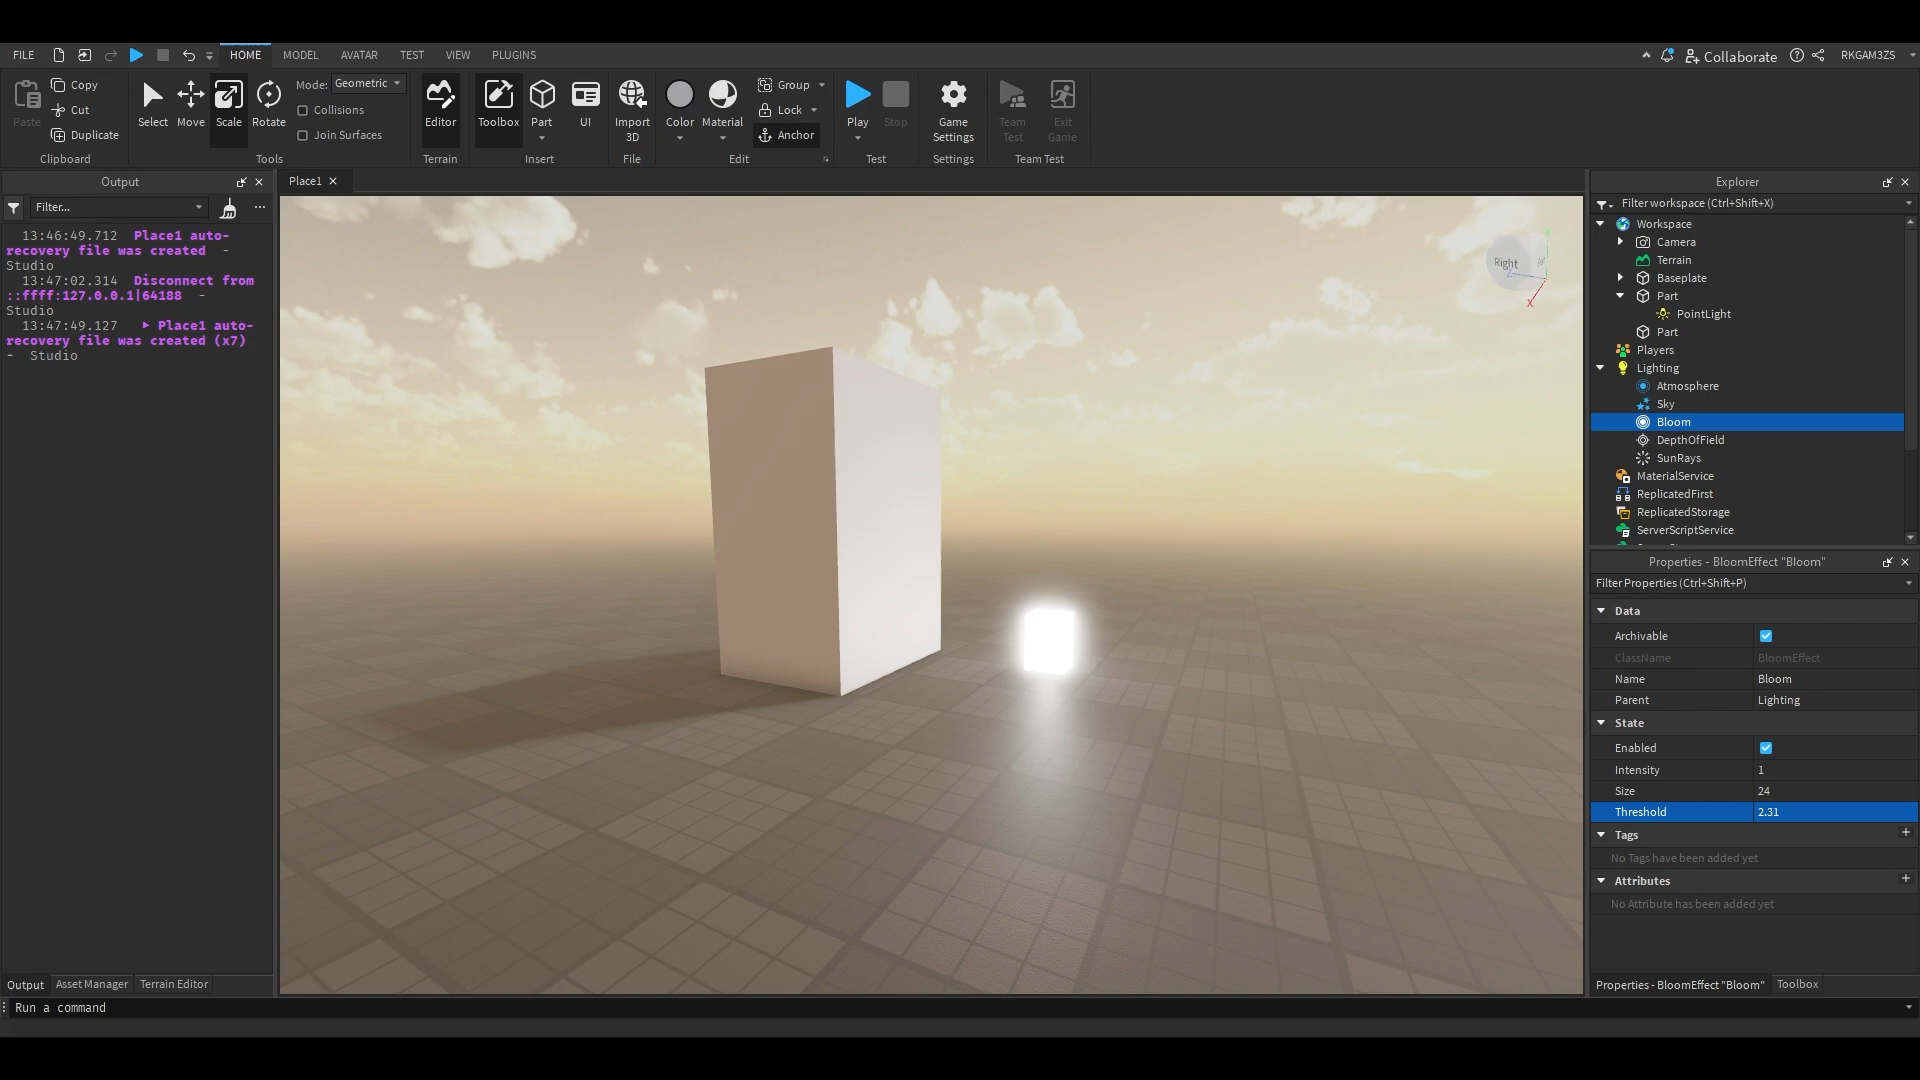 FILE
HOME
MODEL
AVATAR
TEST
VIEW
PLUGINS
Collaborate
RKGAM3ZS
Paste
Copy
Cut
Duplicate
Clipboard
Select
Move
Scale
Rotate
Mode:
Geometric
Collisions
Join Surfaces
Tools
Editor
Terrain
Toolbox
Part
UI
Insert
Import
3D
File
Color
Material
Group
Lock
Anchor
Edit
Play
Stop
Test
Game
Settings
Settings
Team
Test
Exit
Game
Team Test
Output
Filter...
13:46:49.712 Place1 auto-
recovery file was created -
Studio
13:47:02.314 Disconnect from
::ffff:127.0.0.1|64188 -
Studio
13:47:49.127 Place1 auto-
recovery file was created (x7)
- Studio
Output
Asset Manager
Terrain Editor
Place1
Right
Y
Z
X
Explorer
Filter workspace (Ctrl+Shift+X)
Workspace
Camera
Terrain
Baseplate
Part
PointLight
Part
Players
Lighting
Atmosphere
Sky
Bloom
DepthOfField
SunRays
MaterialService
ReplicatedFirst
ReplicatedStorage
ServerScriptService
Properties - BloomEffect "Bloom"
Filter Properties (Ctrl+Shift+P)
Data
Archivable
ClassName BloomEffect
Name Bloom
Parent Lighting
State
Enabled
Intensity 1
Size 24
Threshold 2.31
Tags
No Tags have been added yet
Attributes
No Attribute has been added yet
Properties - BloomEffect "Bloom"
Toolbox
Run a command